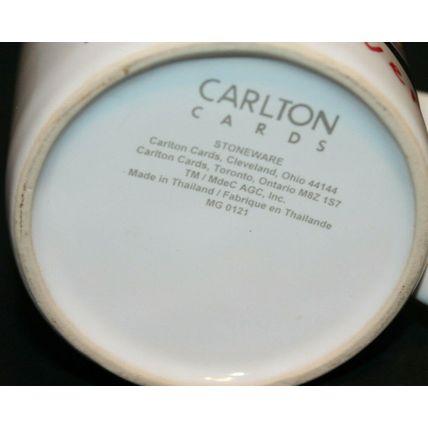 CARLTON
CARDS
STONEWARE
Carlton Cards, Cleveland, Ohio 44144
Carlton Cards, Toronto, Ontario M8Z 1S7
TM / MdeC AGC, Inc.
Made in Thailand / Fabrique en Thailande
MG 0121